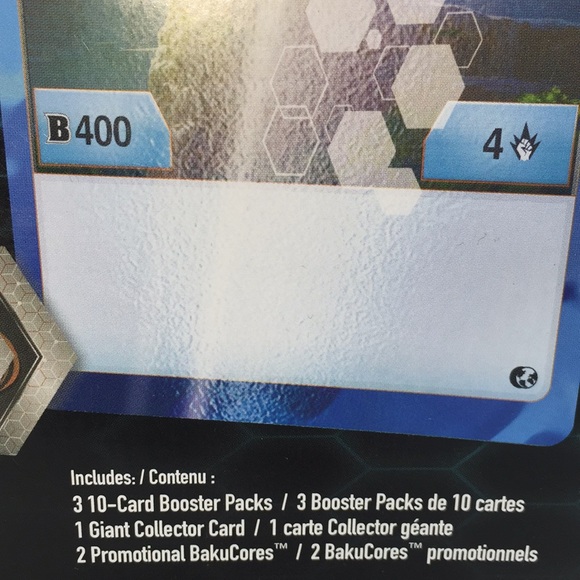 B 400
4
Includes: / Contenu :
3 10-Card Booster Packs / 3 Booster Packs de 10 cartes
1 Giant Collector Card / 1 carte Collector géante
2 Promotional BakuCores™ / 2 BakuCores™ promotionnels